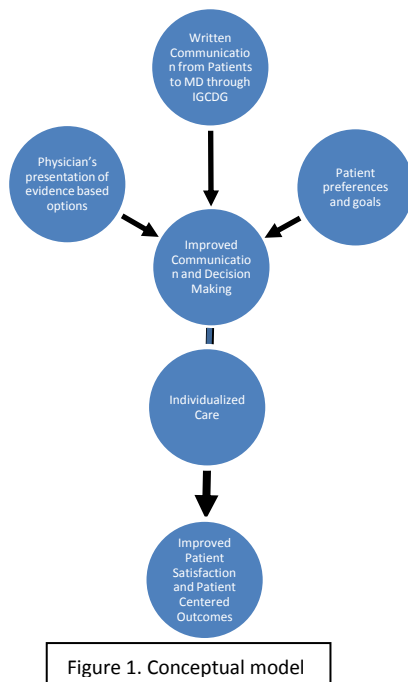 Written
Communicatio
n from Patients
to MD through
IGCDG
Physician's
presentation of
evidence based
options
Patient
preferences
and goals
Improved
Communicatio
n and Decision
Making
Individualized
Care
Improved
Patient
Satisfaction
and Patient
Centered
Outcomes
Figure 1. Conceptual model